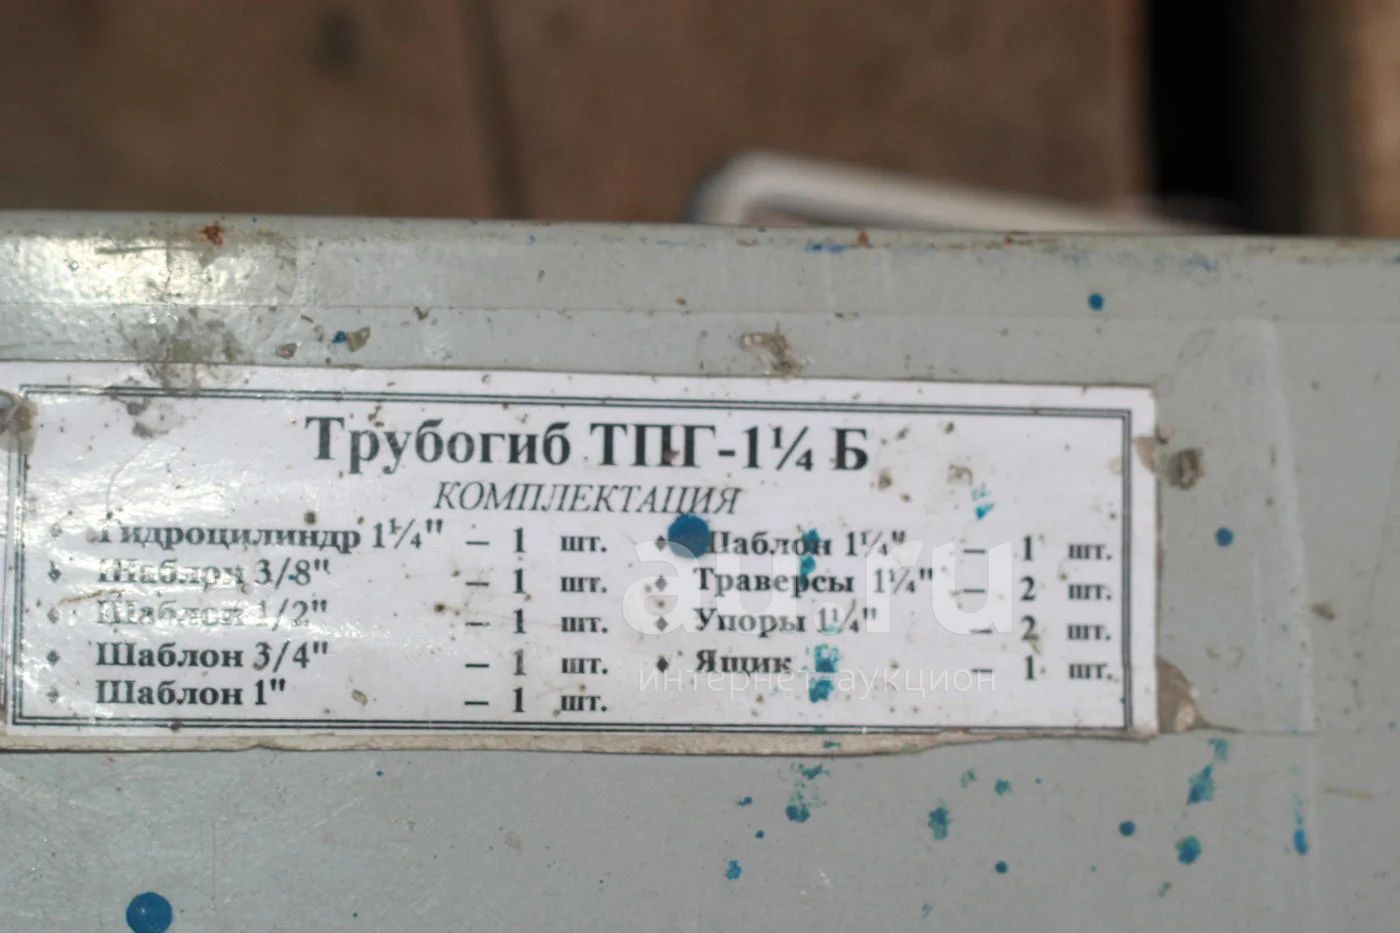 Трубогиб ТПГ-1¼ Б
КОМПЛЕКТАЦИЯ
Гидроцилиндр 1¼" – 1 шт.
Шаблон 3/8" – 1 шт.
Шаблон 1/2" – 1 шт.
Шаблон 3/4" – 1 шт.
Шаблон 1" – 1 шт.
Шаблон 1¼" – 1 шт.
Траверсы 1¼" – 2 шт.
Упоры 1¼" – 2 шт.
Ящик – 1 шт.
au.ru
интернет-аукцион